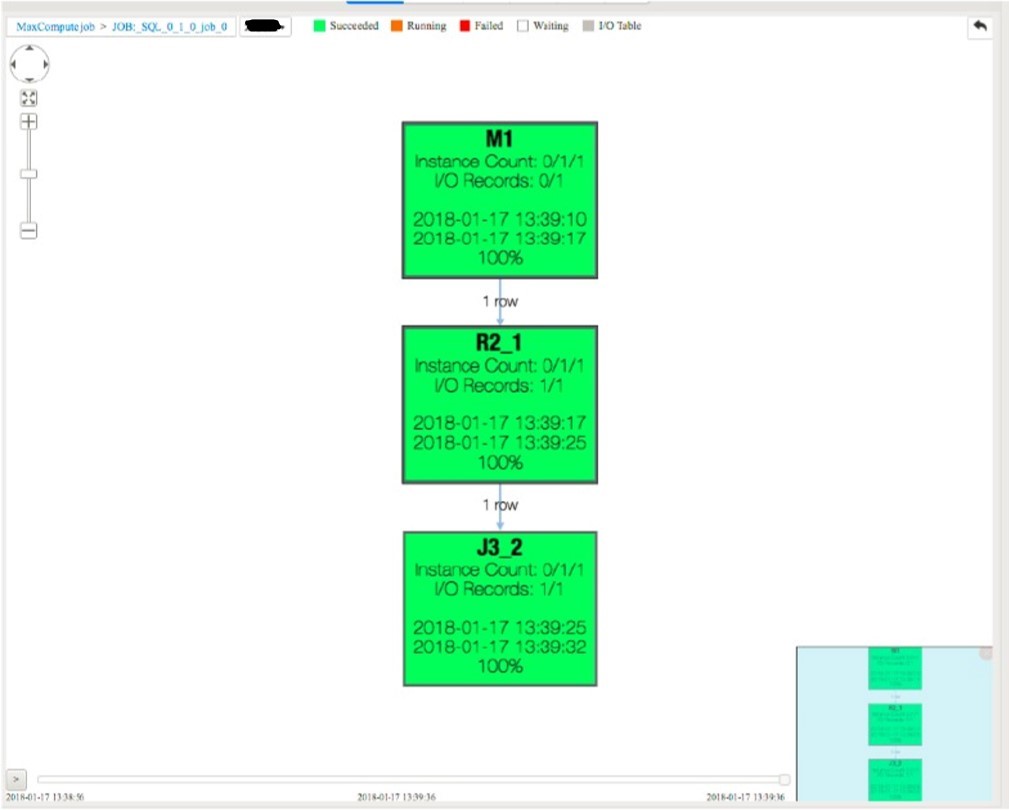 MaxCompute job > JOB:_SQL_0_1_0_job_0
Succeeded Running Failed Waiting I/O Table
M1
Instance Count: 0/1/1
I/O Records: 0/1
2018-01-17 13:39:10
2018-01-17 13:39:17
100%
1 row
R2_1
Instance Count: 0/1/1
I/O Records: 1/1
2018-01-17 13:39:17
2018-01-17 13:39:25
100%
1 row
J3_2
Instance Count: 0/1/1
I/O Records: 1/1
2018-01-17 13:39:25
2018-01-17 13:39:32
100%
>
2018-01-17 13:38:56 2018-01-17 13:39:36 2018-01-17 13:39:36